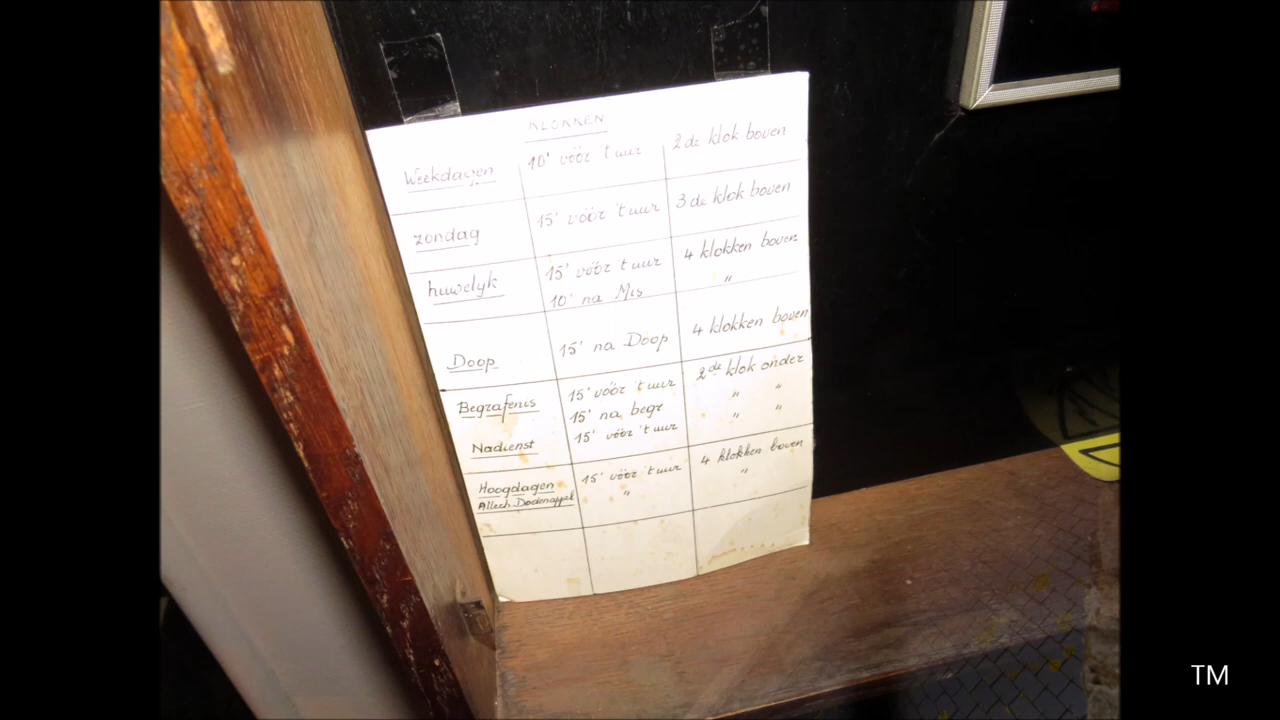 KLOKKEN
Weekdagen 10' vóór 't uur 2de klok boven
zondag 15' vóór 't uur 3de klok boven
huwelyk 15' vóór 't uur 4 klokken boven
10' na Mis "
Doop 15' na Doop 4 klokken boven
Begrafenis 15' vóór 't uur 2de klok onder
15' na begr " "
Nadienst 15' vóór 't uur " "
Hoogdagen 15' vóór 't uur 4 klokken boven
Allerh. Dodenappel " "
TM